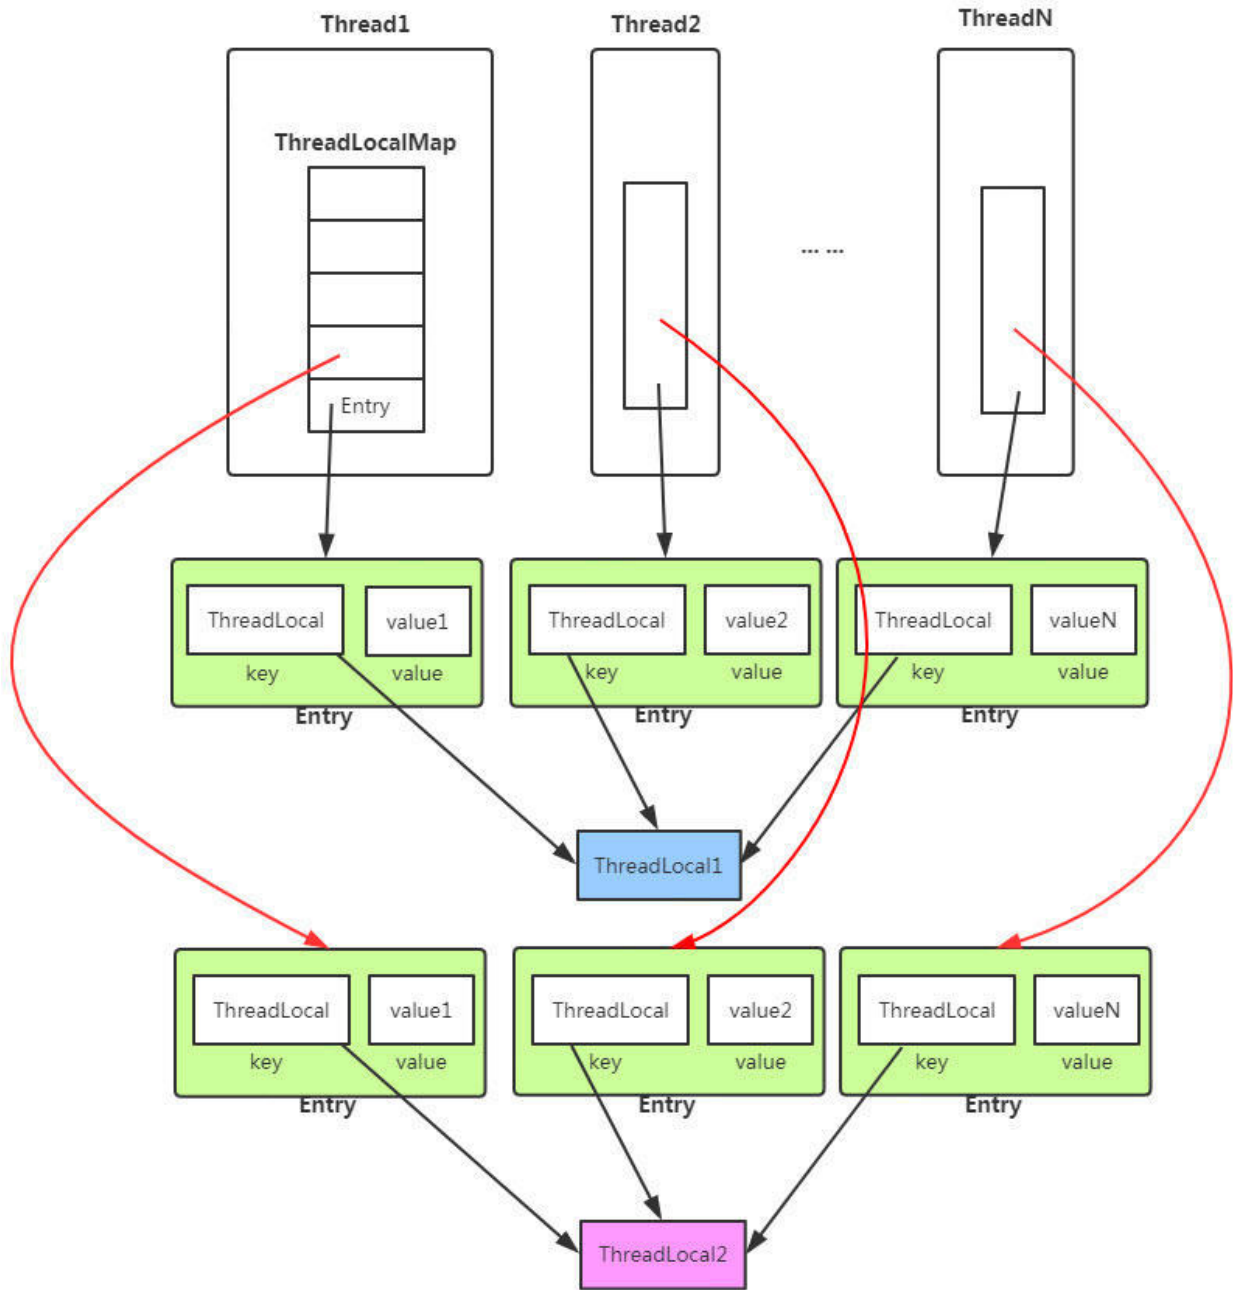 Thread1 Thread2 ThreadN
ThreadLocalMap
... ...
Entry
ThreadLocal value1 ThreadLocal value2 ThreadLocal valueN
key value key value key value
Entry Entry Entry
ThreadLocal1
ThreadLocal value1 ThreadLocal value2 ThreadLocal valueN
key value key value key value
Entry Entry Entry
ThreadLocal2